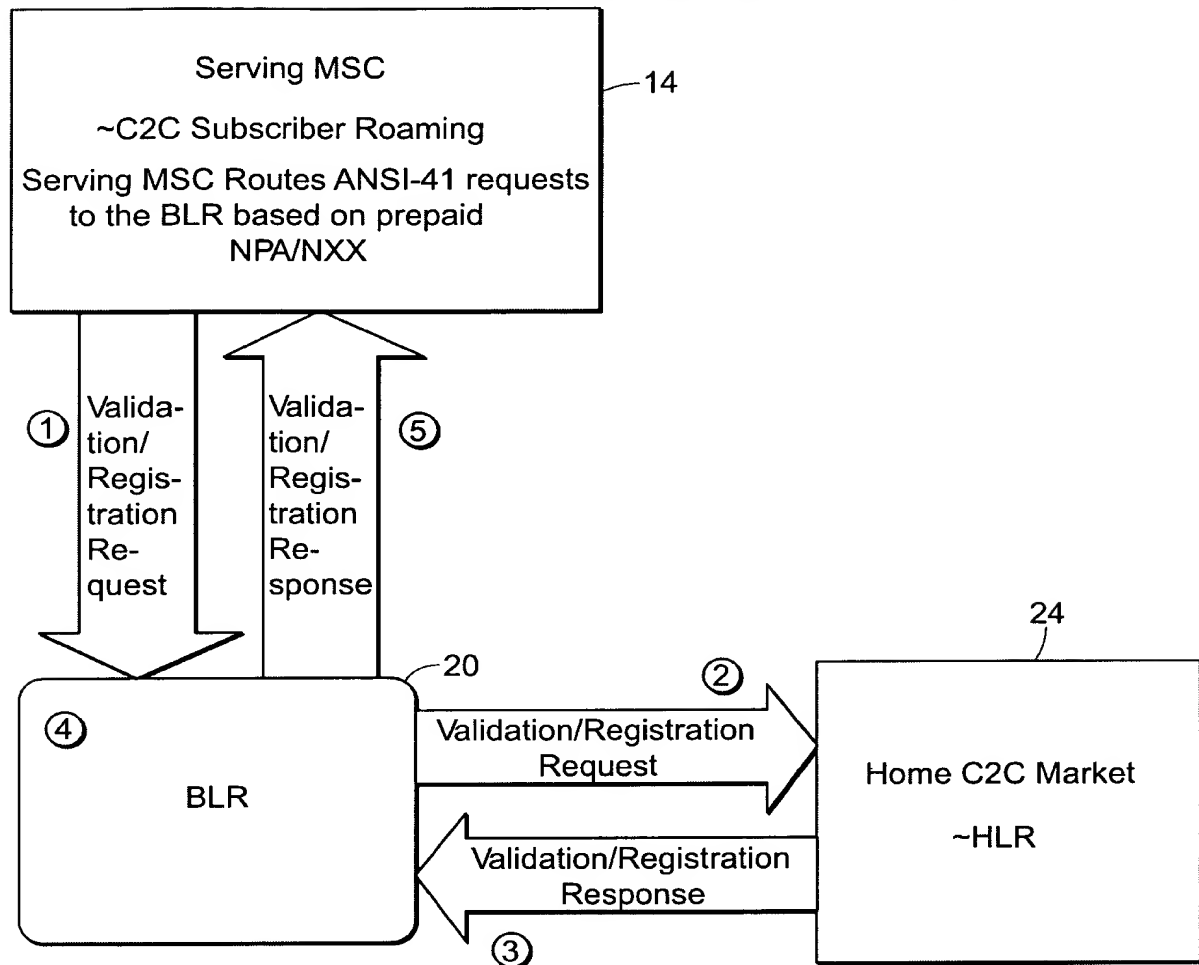 Serving MSC
~C2C Subscriber Roaming
Serving MSC Routes ANSI-41 requests
to the BLR based on prepaid
NPA/NXX
14
1
Valida-
tion/
Regis-
tration
Re-
quest
Valida-
tion/
Regis-
tration
Re-
sponse
5
20
4
BLR
2
Validation/Registration
Request
Validation/Registration
Response
3
24
Home C2C Market
~HLR